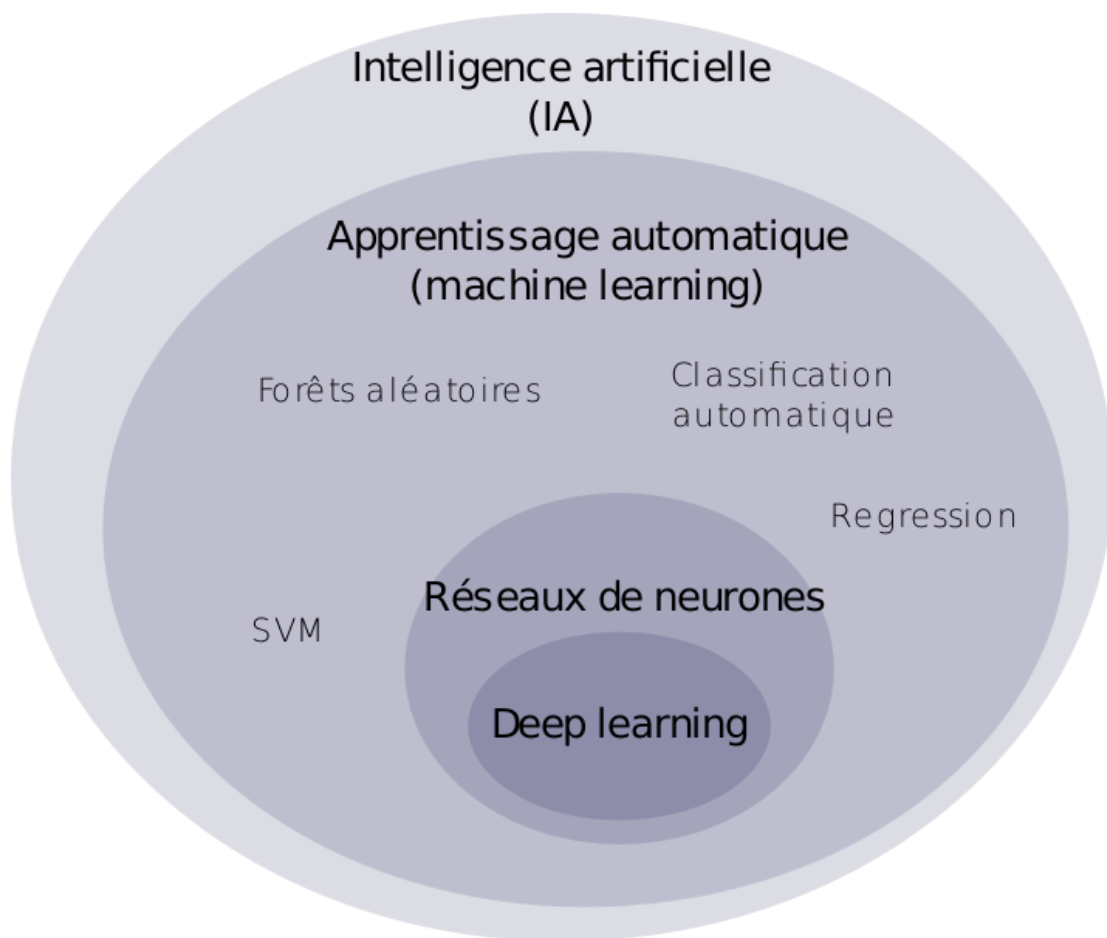 Intelligence artificielle
(IA)
Apprentissage automatique
(machine learning)
Forêts aléatoires
Classification
automatique
Regression
Réseaux de neurones
SVM
Deep learning